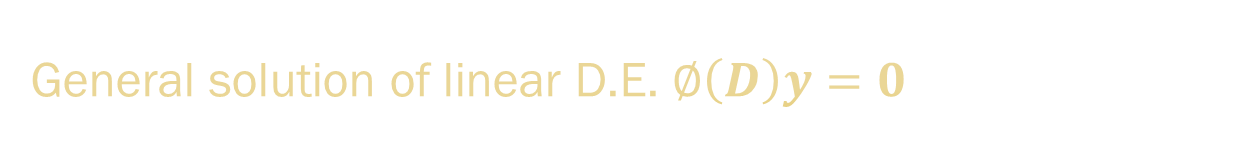 General solution of linear D.E. ∅(D)y = 0